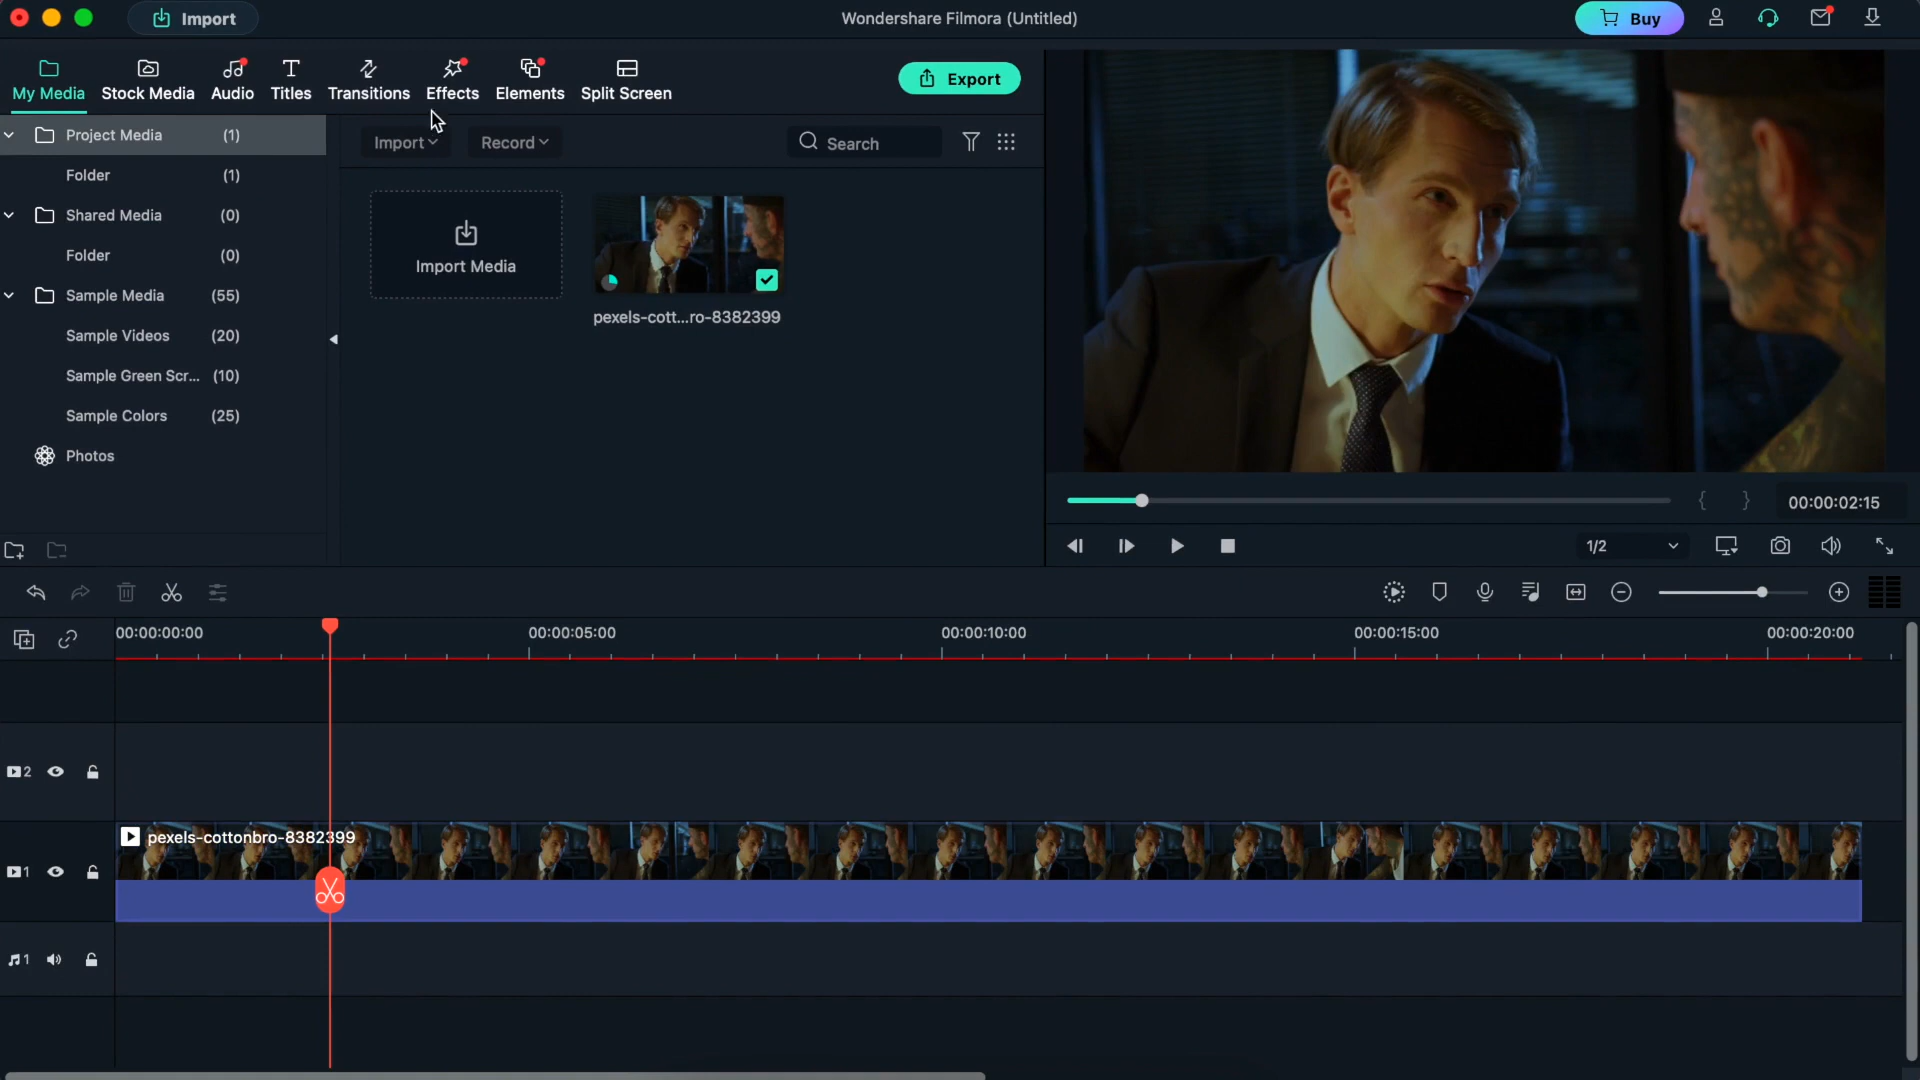 Import
Wondershare Filmora (Untitled)
Buy
My Media
Stock Media
Audio
Titles
Transitions
Effects
Elements
Split Screen
Export
Project Media (1)
Folder (1)
Shared Media (0)
Folder (0)
Sample Media (55)
Sample Videos (20)
Sample Green Scr... (10)
Sample Colors (25)
Photos
Import
Record
Search
Import Media
pexels-cott...ro-8382399
{ } 00:00:02:15
1/2
00:00:00:00
00:00:05:00
00:00:10:00
00:00:15:00
00:00:20:00
2
pexels-cottonbro-8382399
1
1